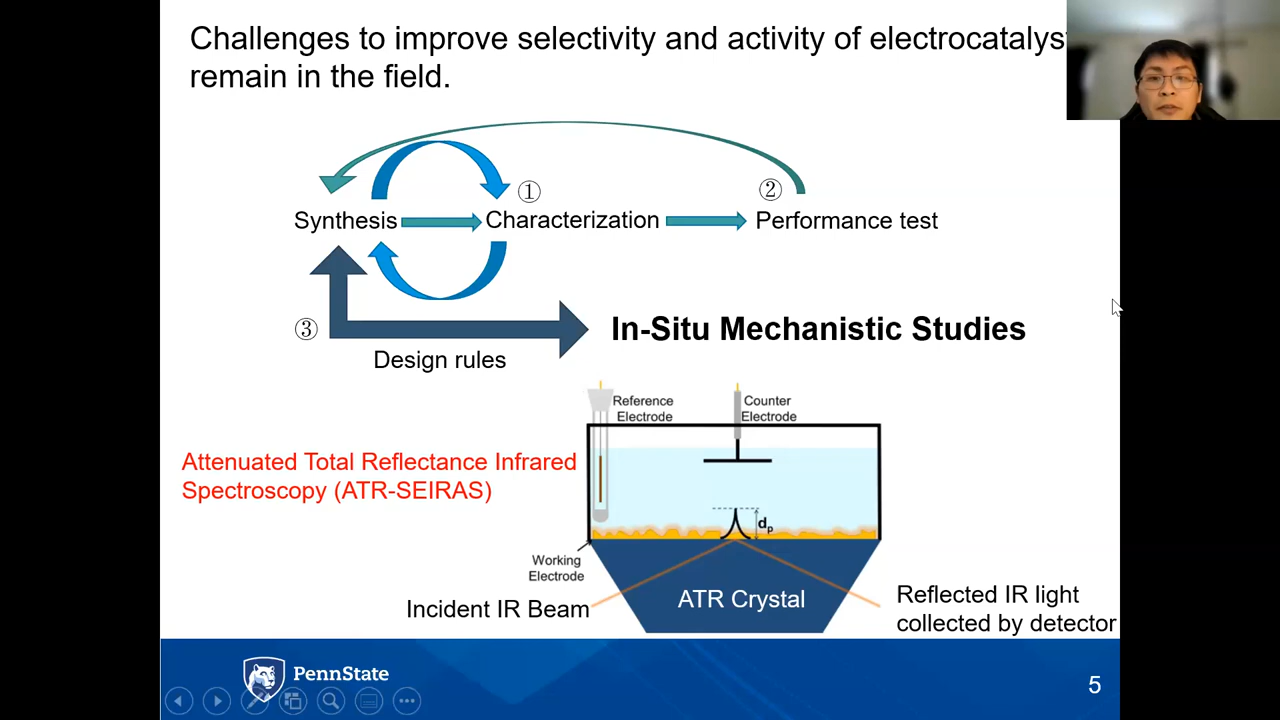 Challenges to improve selectivity and activity of electrocatalys
remain in the field.
①
②
Synthesis
Characterization
Performance test
③
In-Situ Mechanistic Studies
Design rules
Reference
Electrode
Counter
Electrode
Attenuated Total Reflectance Infrared
Spectroscopy (ATR-SEIRAS)
dp
Working
Electrode
Incident IR Beam
ATR Crystal
Reflected IR light
collected by detector
PennState
5